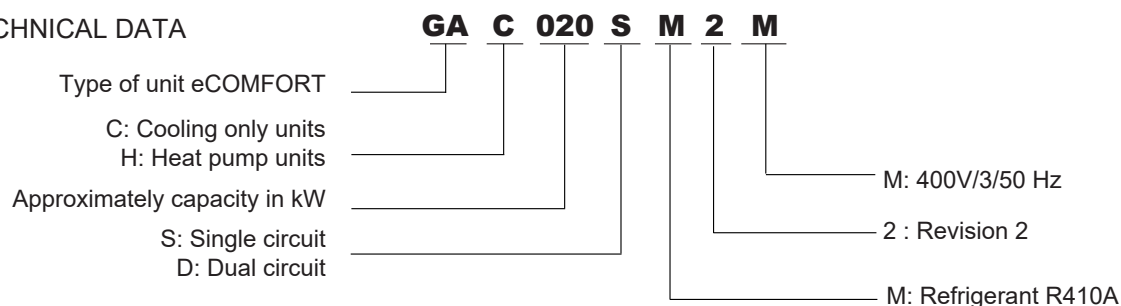 CHNICAL DATA
GA C 020 S M 2 M
Type of unit eCOMFORT
C: Cooling only units
H: Heat pump units
Approximately capacity in kW
S: Single circuit
D: Dual circuit
M: 400V/3/50 Hz
2 : Revision 2
M: Refrigerant R410A